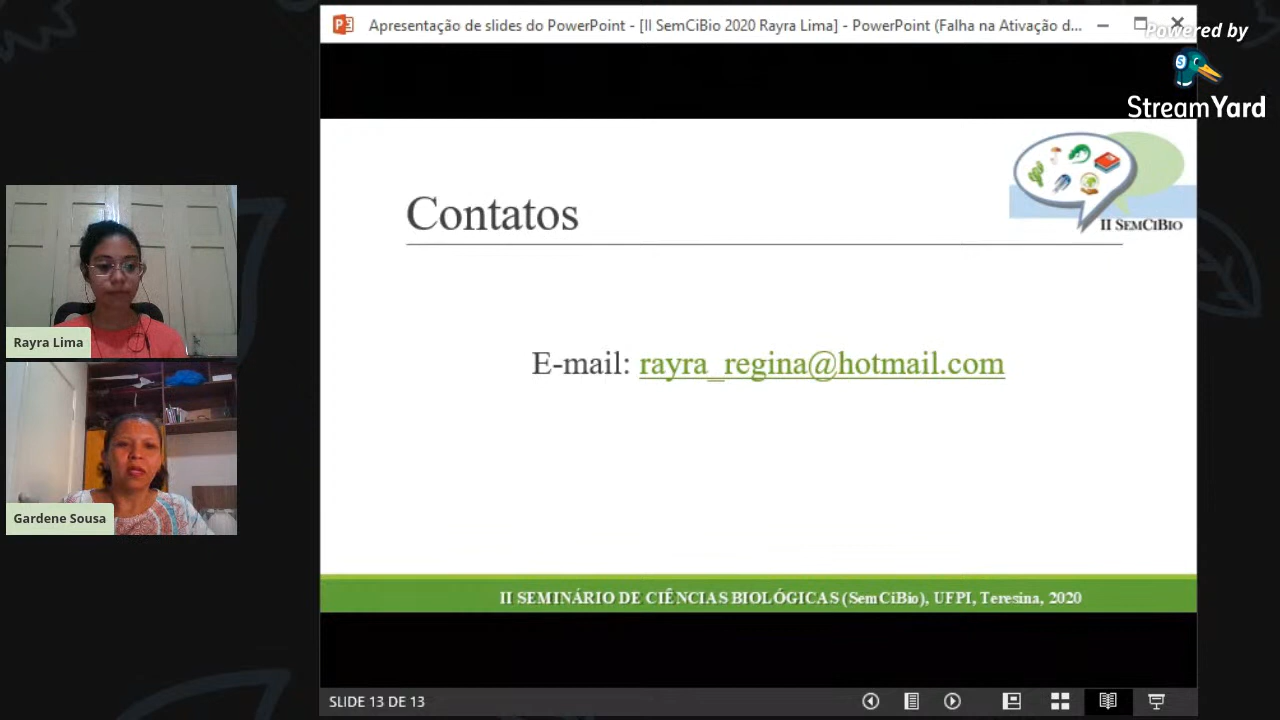 Apresentação de slides do PowerPoint - [II SemCiBio 2020 Rayra Lima] - PowerPoint (Falha na Ativação d...
Powered by
StreamYard
II SEMCIBIO
Contatos
E-mail: rayra_regina@hotmail.com
Rayra Lima
Gardene Sousa
II SEMINÁRIO DE CIÊNCIAS BIOLÓGICAS (SemCiBio), UFPI, Teresina, 2020
SLIDE 13 DE 13